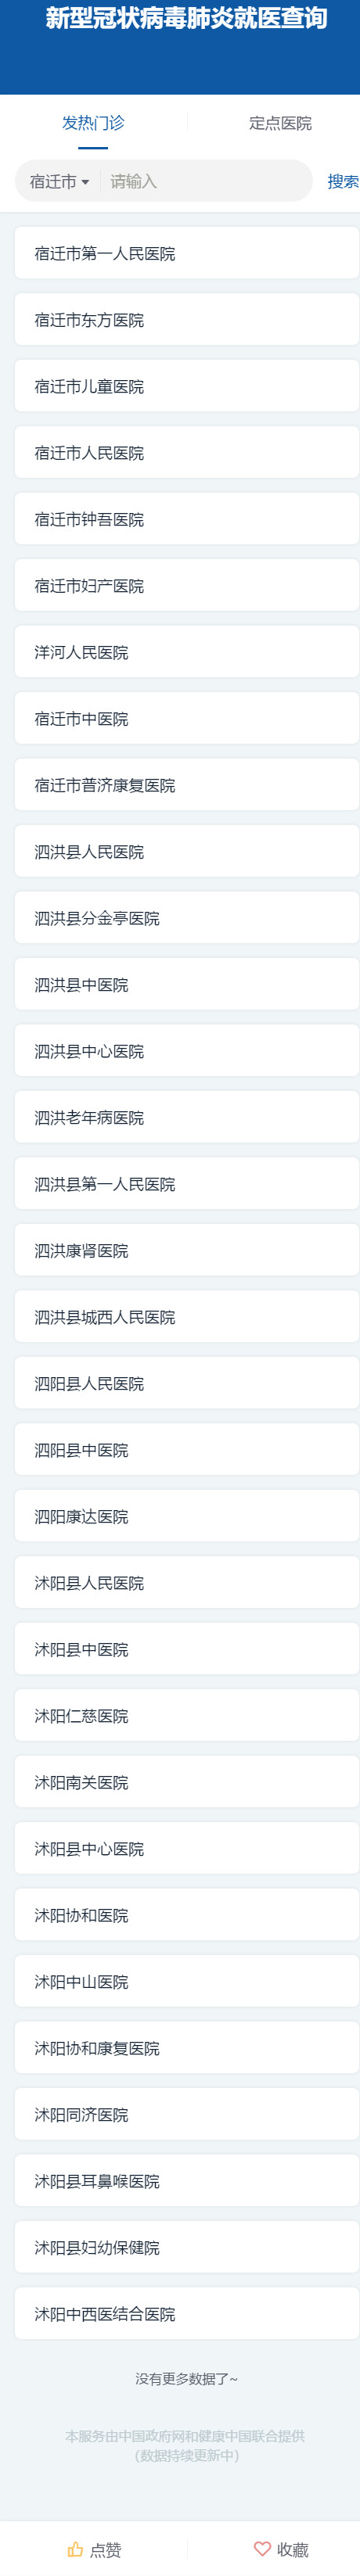 新型冠状病毒肺炎就医查询
发热门诊 定点医院
宿迁市 请输入 搜索
宿迁市第一人民医院
宿迁市东方医院
宿迁市儿童医院
宿迁市人民医院
宿迁市钟吾医院
宿迁市妇产医院
洋河人民医院
宿迁市中医院
宿迁市普济康复医院
泗洪县人民医院
泗洪县分金亭医院
泗洪县中医院
泗洪县中心医院
泗洪老年病医院
泗洪县第一人民医院
泗洪康肾医院
泗洪县城西人民医院
泗阳县人民医院
泗阳县中医院
泗阳康达医院
沭阳县人民医院
沭阳县中医院
沭阳仁慈医院
沭阳南关医院
沭阳县中心医院
沭阳协和医院
沭阳中山医院
沭阳协和康复医院
沭阳同济医院
沭阳县耳鼻喉医院
沭阳县妇幼保健院
沭阳中西医结合医院
没有更多数据了~
本服务由中国政府网和健康中国联合提供
（数据持续更新中）
点赞 收藏